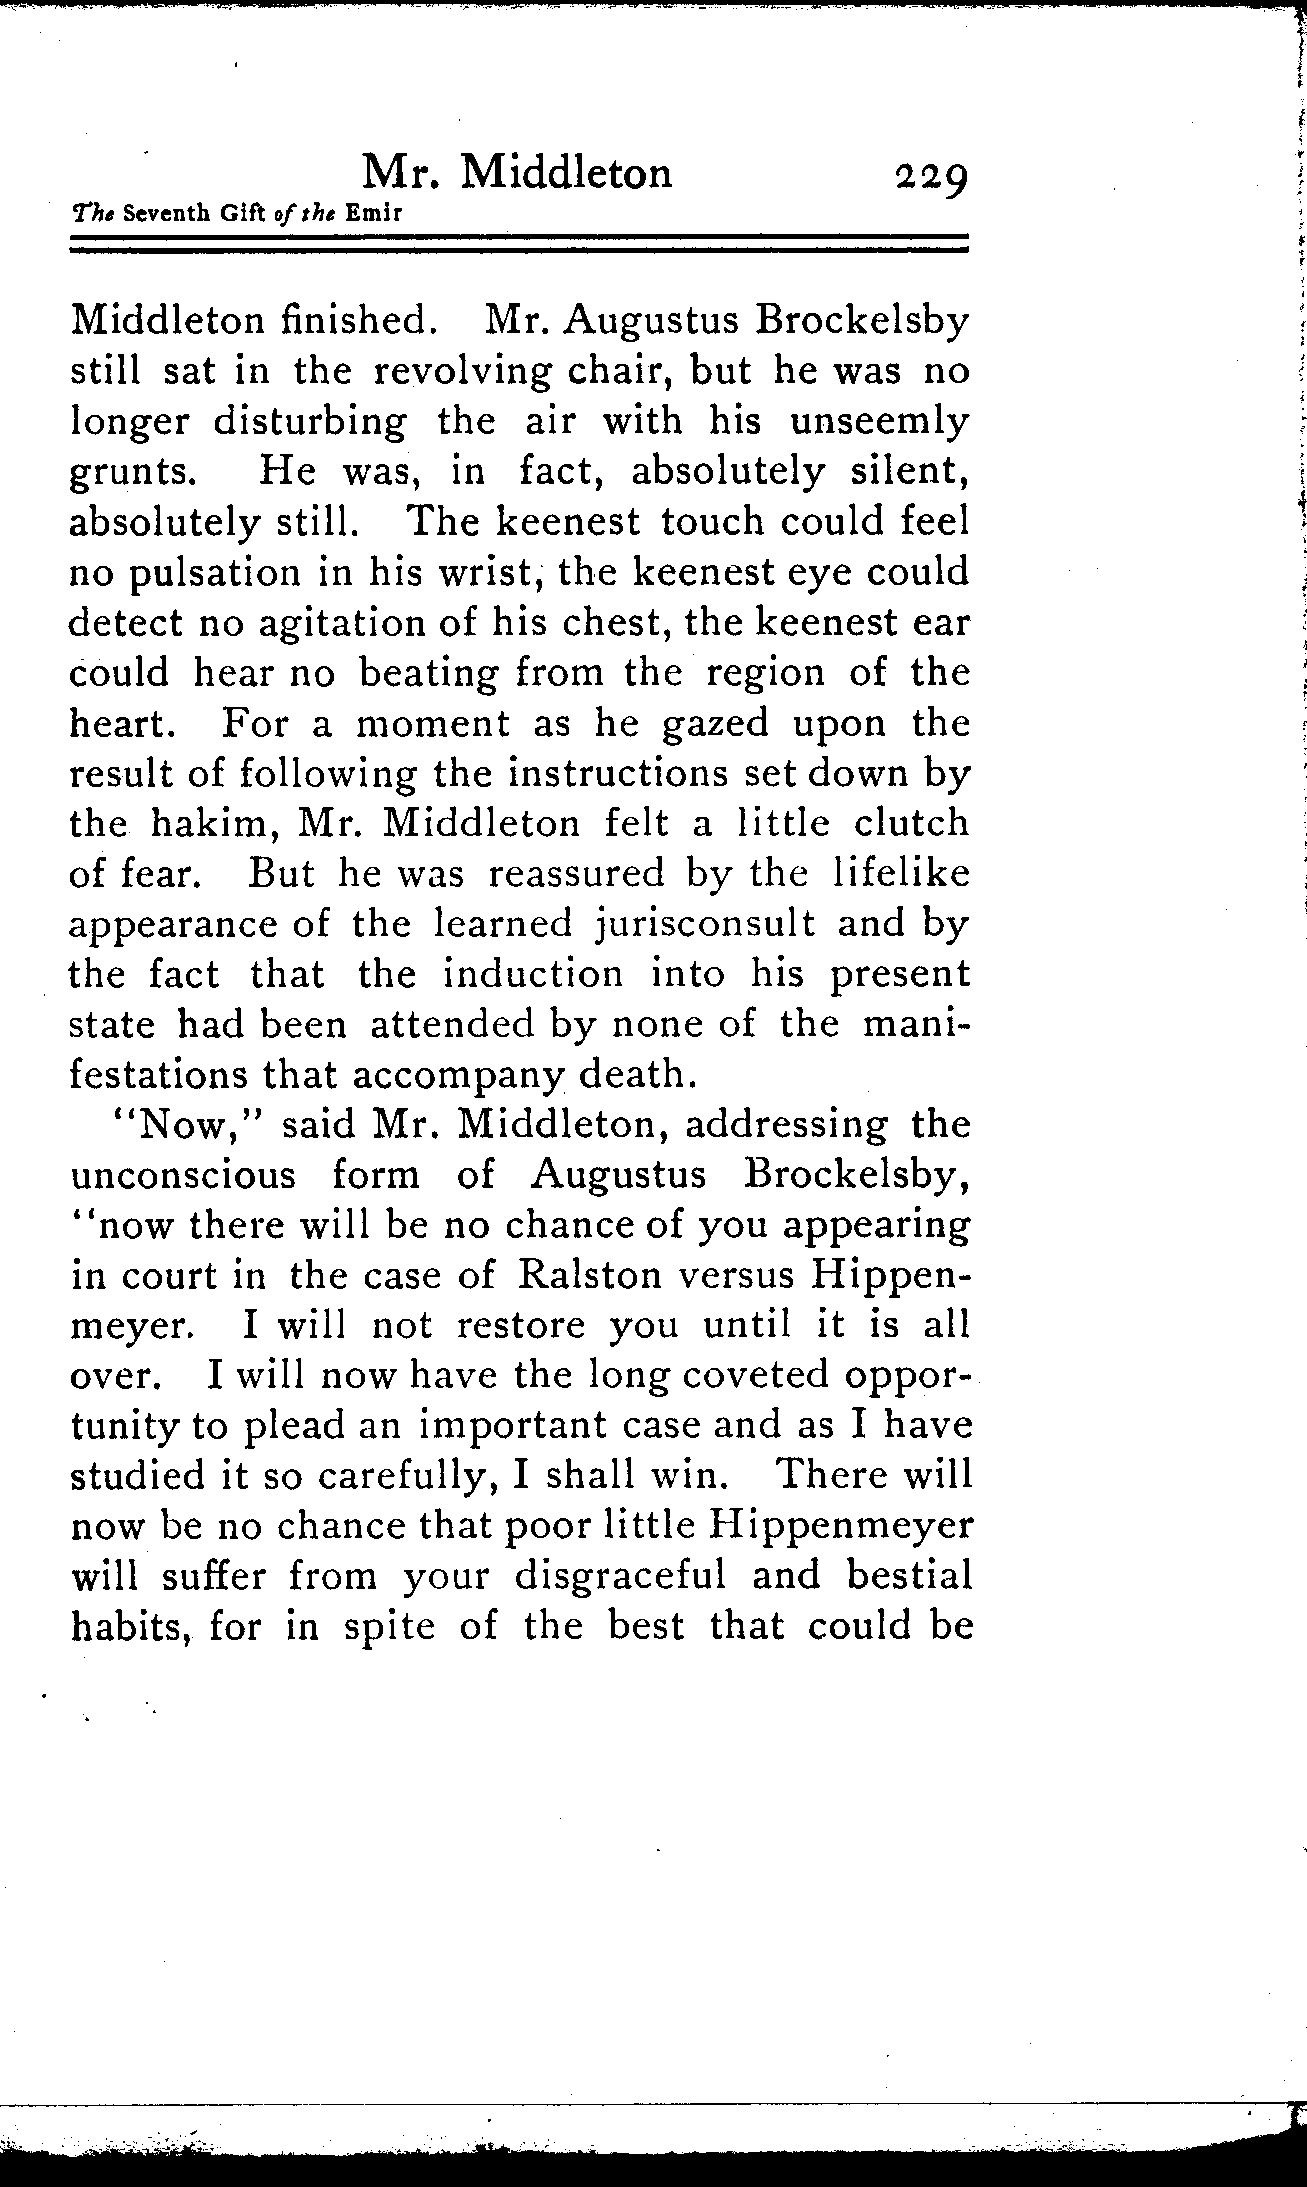 Mr. Middleton 229
The Seventh Gift of the Emir
Middleton finished. Mr. Augustus Brockelsby
still sat in the revolving chair, but he was no
longer disturbing the air with his unseemly
grunts. He was, in fact, absolutely silent,
absolutely still. The keenest touch could feel
no pulsation in his wrist, the keenest eye could
detect no agitation of his chest, the keenest ear
could hear no beating from the region of the
heart. For a moment as he gazed upon the
result of following the instructions set down by
the hakim, Mr. Middleton felt a little clutch
of fear. But he was reassured by the lifelike
appearance of the learned jurisconsult and by
the fact that the induction into his present
state had been attended by none of the mani-
festations that accompany death.
“Now,” said Mr. Middleton, addressing the
unconscious form of Augustus Brockelsby,
“now there will be no chance of you appearing
in court in the case of Ralston versus Hippen-
meyer. I will not restore you until it is all
over. I will now have the long coveted oppor-
tunity to plead an important case and as I have
studied it so carefully, I shall win. There will
now be no chance that poor little Hippenmeyer
will suffer from your disgraceful and bestial
habits, for in spite of the best that could be